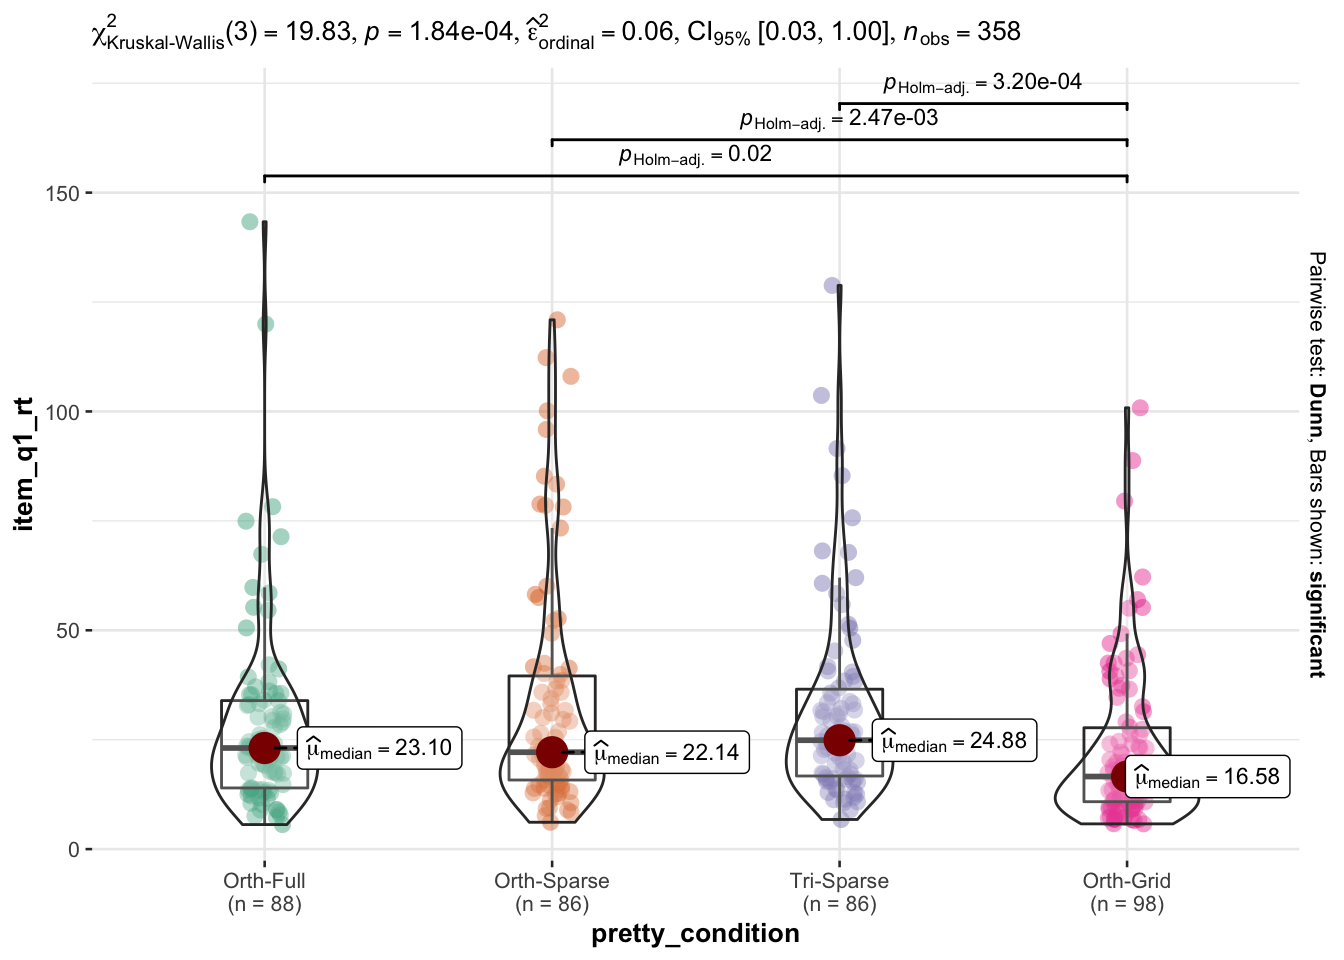 χ²Kruskal-Wallis(3) = 19.83, p = 1.84e-04, ε̂²ordinal = 0.06, CI95% [0.03, 1.00], nobs = 358
pHolm−adj. = 3.20e-04
pHolm−adj. = 2.47e-03
pHolm−adj. = 0.02
150
100
50
0
item_q1_rt
μ̂median = 23.10
μ̂median = 22.14
μ̂median = 24.88
μ̂median = 16.58
Pairwise test: Dunn, Bars shown: significant
Orth-Full
(n = 88)
Orth-Sparse
(n = 86)
Tri-Sparse
(n = 86)
Orth-Grid
(n = 98)
pretty_condition